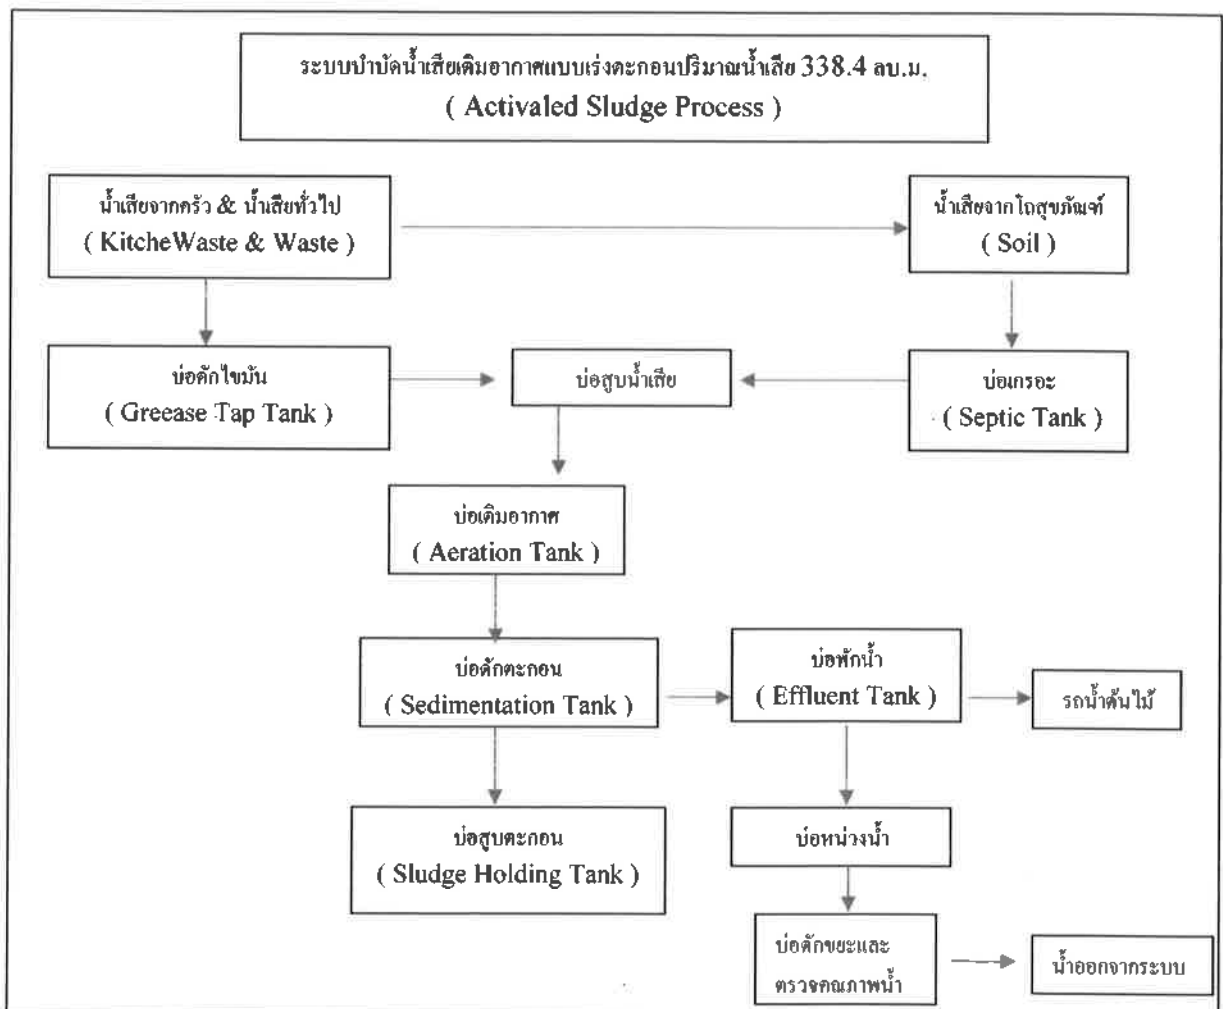 ระบบบำบัดน้ำเสียเติมอากาศแบบเร่งตะกอนปริมาณน้ำเสีย 338.4 ลบ.ม.
( Activaled Sludge Process )
น้ำเสียจากครัว & น้ำเสียทั่วไป
( KitcheWaste & Waste )
น้ำเสียจากโถสุขภัณฑ์
( Soil )
บ่อดักไขมัน
( Greease Tap Tank )
บ่อสูบน้ำเสีย
บ่อเกรอะ
( Septic Tank )
บ่อเติมอากาศ
( Aeration Tank )
บ่อดักตะกอน
( Sedimentation Tank )
บ่อพักน้ำ
( Effluent Tank )
รถน้ำต้นไม้
บ่อสูบตะกอน
( Sludge Holding Tank )
บ่อหน่วงน้ำ
บ่อดักขยะและ
ตรวจคุณภาพน้ำ
น้ำออกจากระบบ